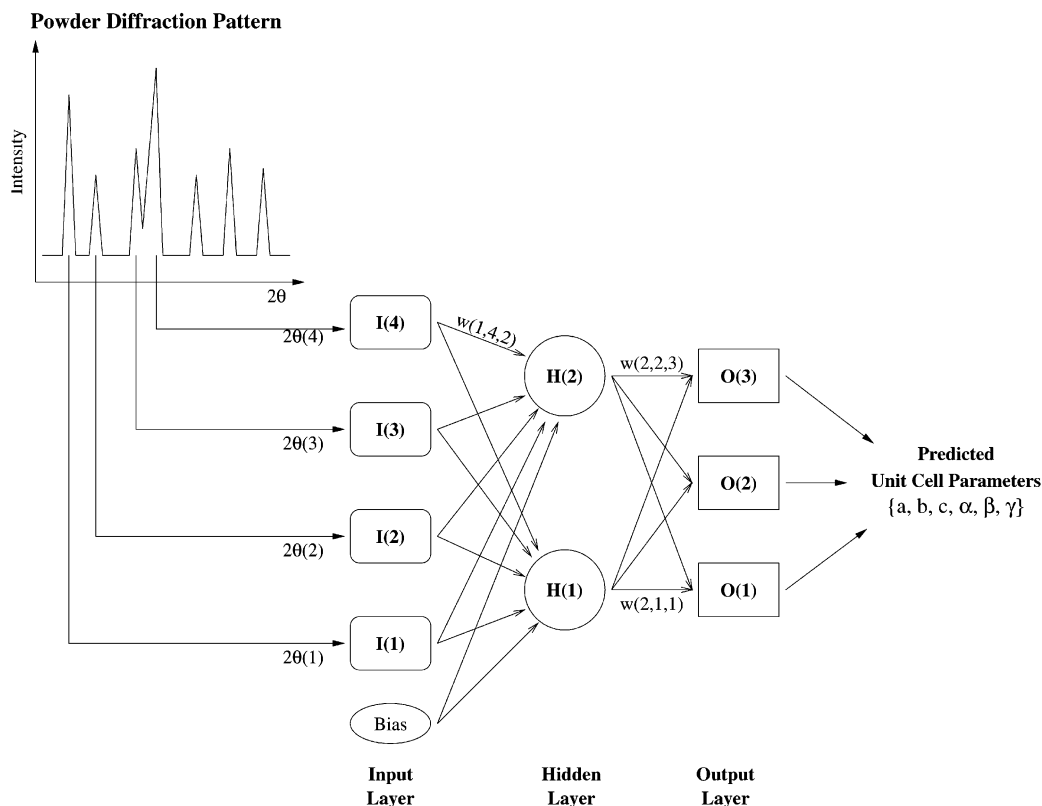 Powder Diffraction Pattern
Intensity
2θ
2θ(4)
2θ(3)
2θ(2)
2θ(1)
I(4)
I(3)
I(2)
I(1)
Bias
w(1,4,2)
H(2)
H(1)
w(2,2,3)
w(2,1,1)
O(3)
O(2)
O(1)
Predicted
Unit Cell Parameters
{a, b, c, α, β, γ}
Input
Layer
Hidden
Layer
Output
Layer